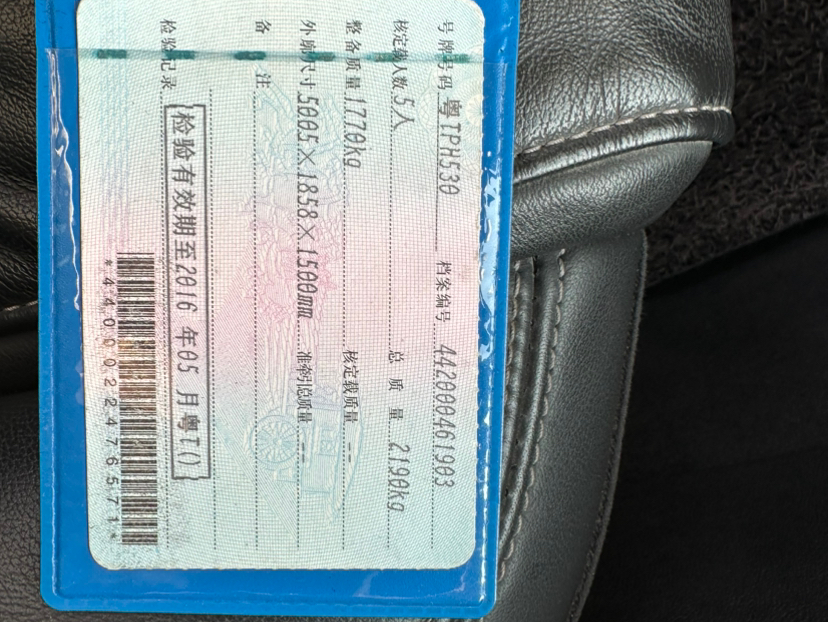 号牌号码 粤TPH530 档案编号 442000461903
核定载人数 5人 总质量 2190kg
整备质量 1770kg 核定载质量 ---
外廓尺寸 5005×1858×1500mm 准牵引总质量 ---
备注
检验记录 检验有效期至2016年05月粤T()
*4400022476571*